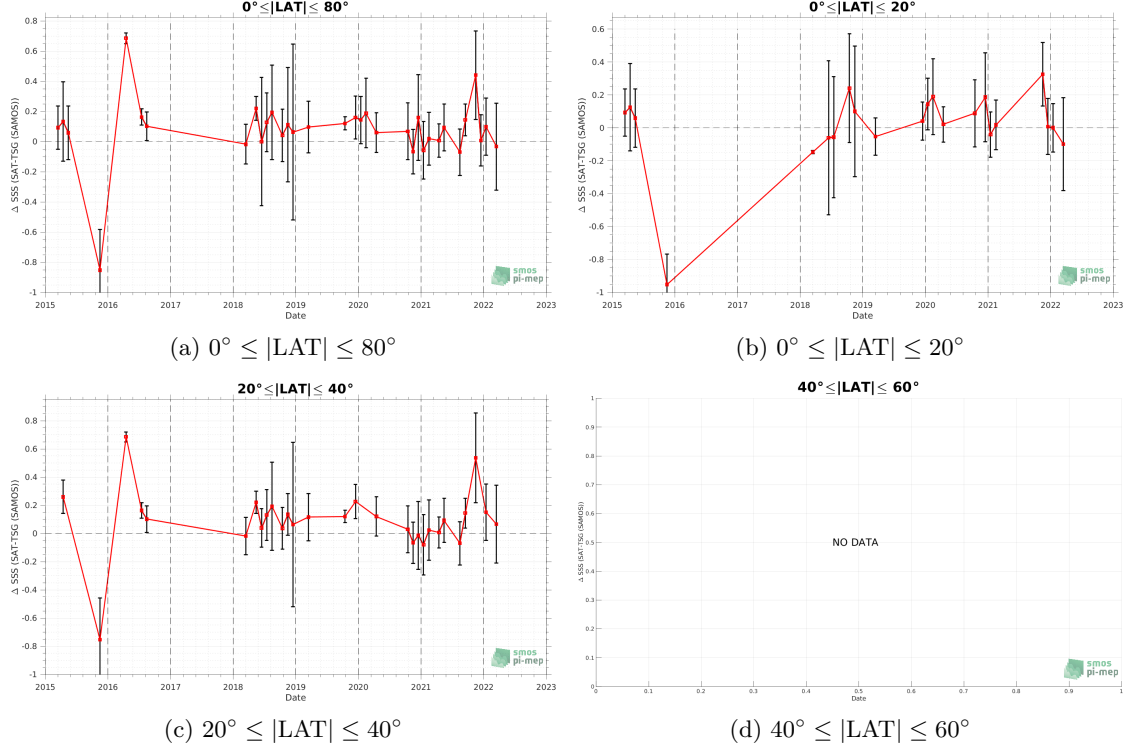 0°≤|LAT|≤ 80°
0.8
0.6
0.4
0.2
0
-0.2
-0.4
-0.6
-0.8
-1
Δ SSS (SAT-TSG (SAMOS))
2015 2016 2017 2018 2019 2020 2021 2022 2023
Date
smos
pi-mep
(a) 0° ≤ |LAT| ≤ 80°
0°≤|LAT|≤ 20°
0.6
0.4
0.2
0
-0.2
-0.4
-0.6
-0.8
-1
Δ SSS (SAT-TSG (SAMOS))
2015 2016 2017 2018 2019 2020 2021 2022 2023
Date
smos
pi-mep
(b) 0° ≤ |LAT| ≤ 20°
20°≤|LAT|≤ 40°
0.8
0.6
0.4
0.2
0
-0.2
-0.4
-0.6
-0.8
-1
Δ SSS (SAT-TSG (SAMOS))
2015 2016 2017 2018 2019 2020 2021 2022 2023
Date
smos
pi-mep
(c) 20° ≤ |LAT| ≤ 40°
40°≤|LAT|≤ 60°
1
0.9
0.8
0.7
0.6
0.5
0.4
0.3
0.2
0.1
0
Δ SSS (SAT-TSG (SAMOS))
NO DATA
0 0.1 0.2 0.3 0.4 0.5 0.6 0.7 0.8 0.9 1
Date
smos
pi-mep
(d) 40° ≤ |LAT| ≤ 60°